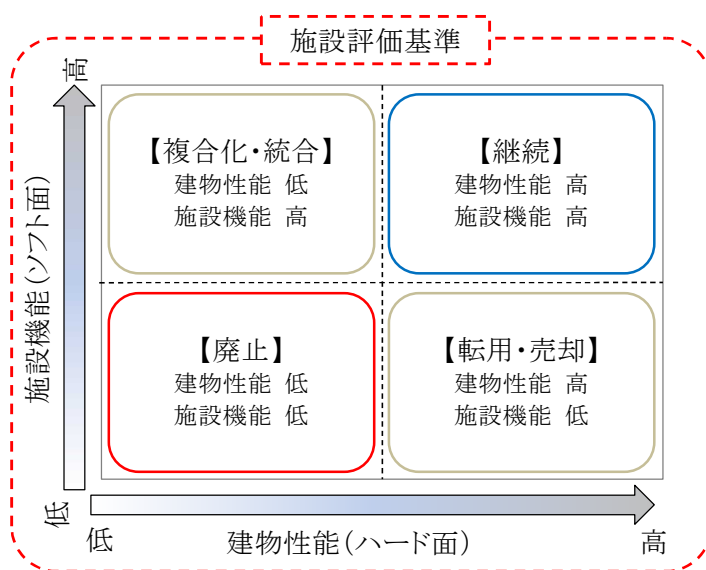 施設評価基準
高
施設機能(ソフト面)
低
【複合化・統合】
建物性能 低
施設機能 高
【継続】
建物性能 高
施設機能 高
【廃止】
建物性能 低
施設機能 低
【転用・売却】
建物性能 高
施設機能 低
低
建物性能(ハード面)
高